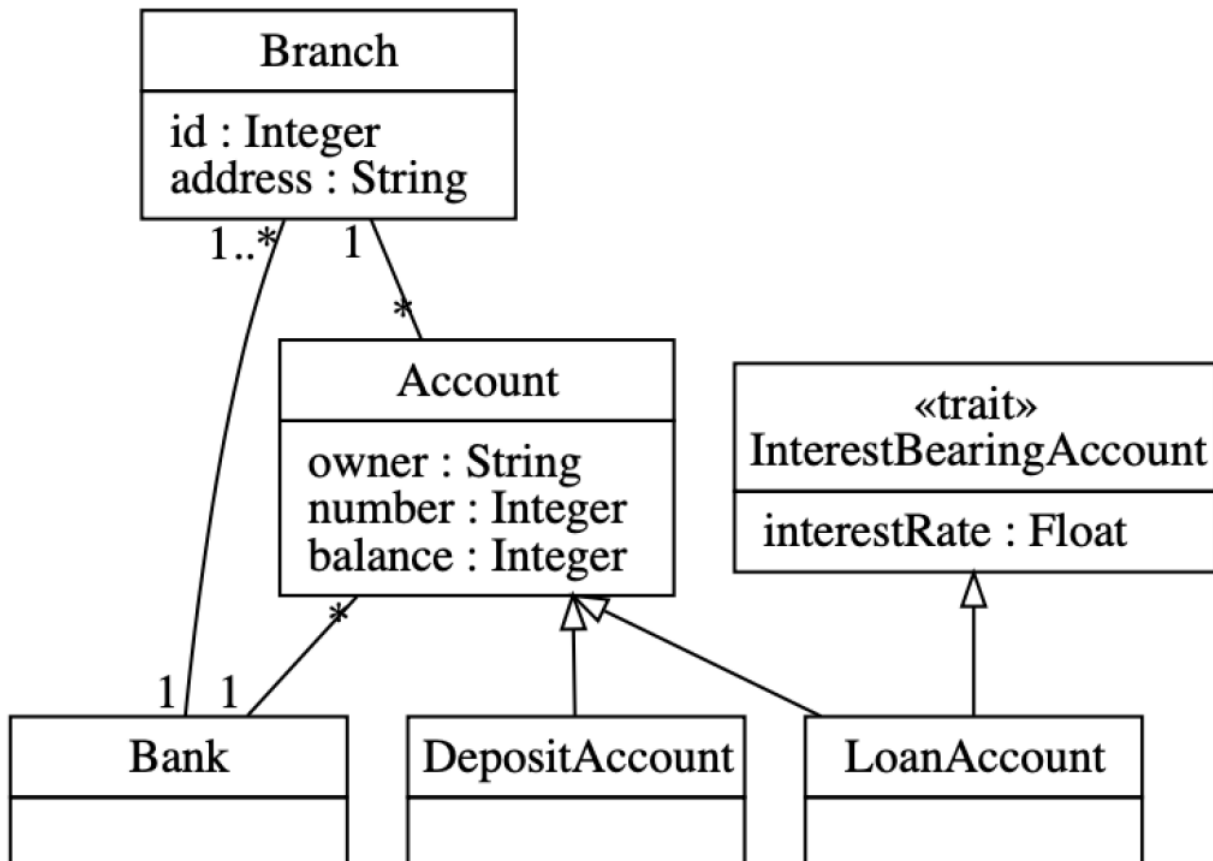 Branch
id : Integer
address : String
1..*
1
*
Account
owner : String
number : Integer
balance : Integer
«trait»
InterestBearingAccount
interestRate : Float
*
1
1
Bank
DepositAccount
LoanAccount